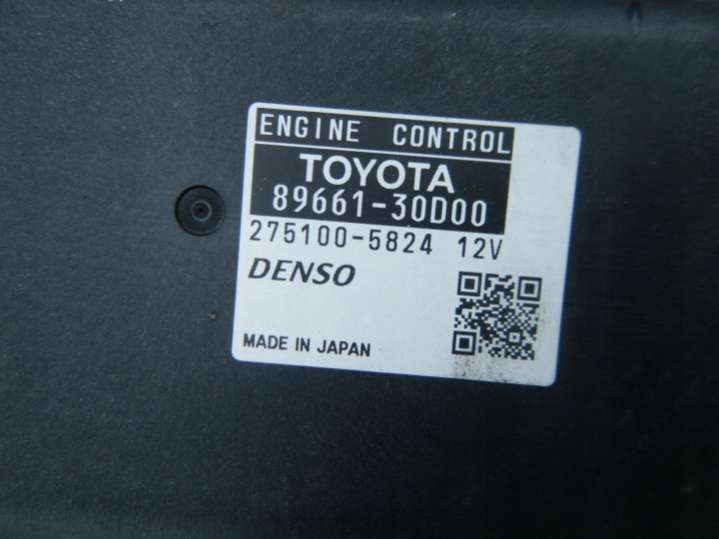 ENGINE CONTROL
TOYOTA
89661-30D00
275100-5824 12V
DENSO
MADE IN JAPAN